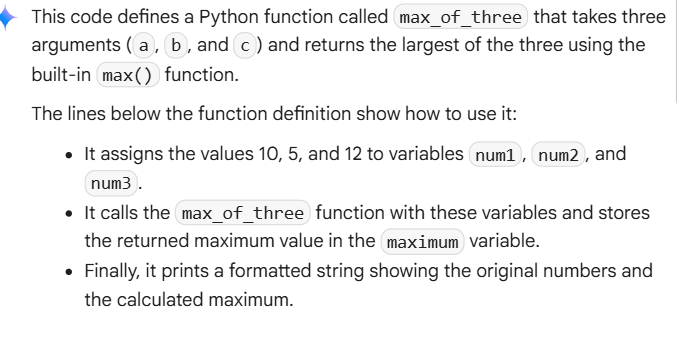 This code defines a Python function called max_of_three that takes three
arguments (a, b, and c) and returns the largest of the three using the
built-in max() function.
The lines below the function definition show how to use it:
• It assigns the values 10, 5, and 12 to variables num1, num2, and
num3.
• It calls the max_of_three function with these variables and stores
the returned maximum value in the maximum variable.
• Finally, it prints a formatted string showing the original numbers and
the calculated maximum.